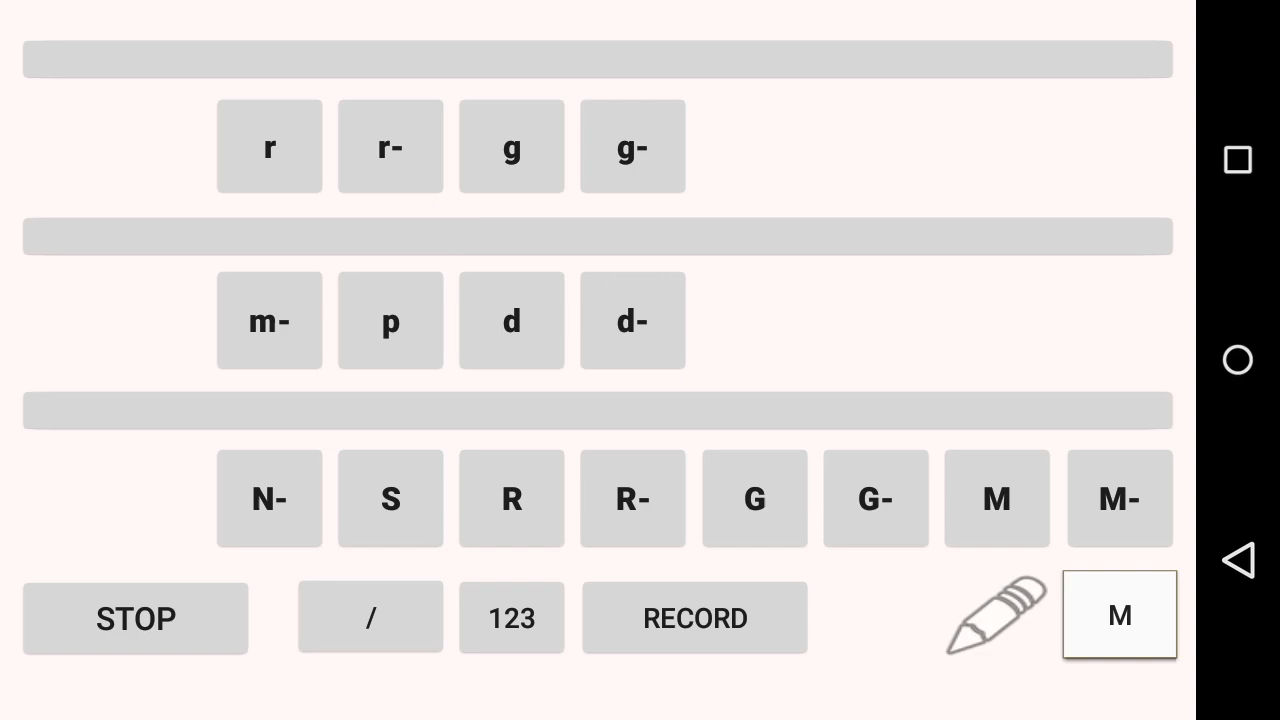 r r- g g-
m- p d d-
N- S R R- G G- M M-
STOP / 123 RECORD M